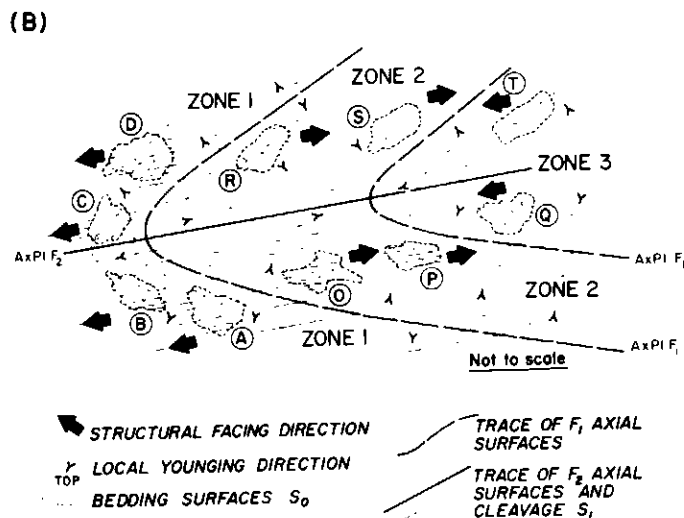 (B)
ZONE 1
ZONE 2
T
S
D
R
ZONE 3
C
Q
AxPl F₂
AxPl F₁
P
O
B
A
ZONE 2
ZONE 1
AxPl F₁
Not to scale
STRUCTURAL FACING DIRECTION
TOP LOCAL YOUNGING DIRECTION
BEDDING SURFACES S₀
TRACE OF F₁ AXIAL
SURFACES
TRACE OF F₂ AXIAL
SURFACES AND
CLEAVAGE S₁